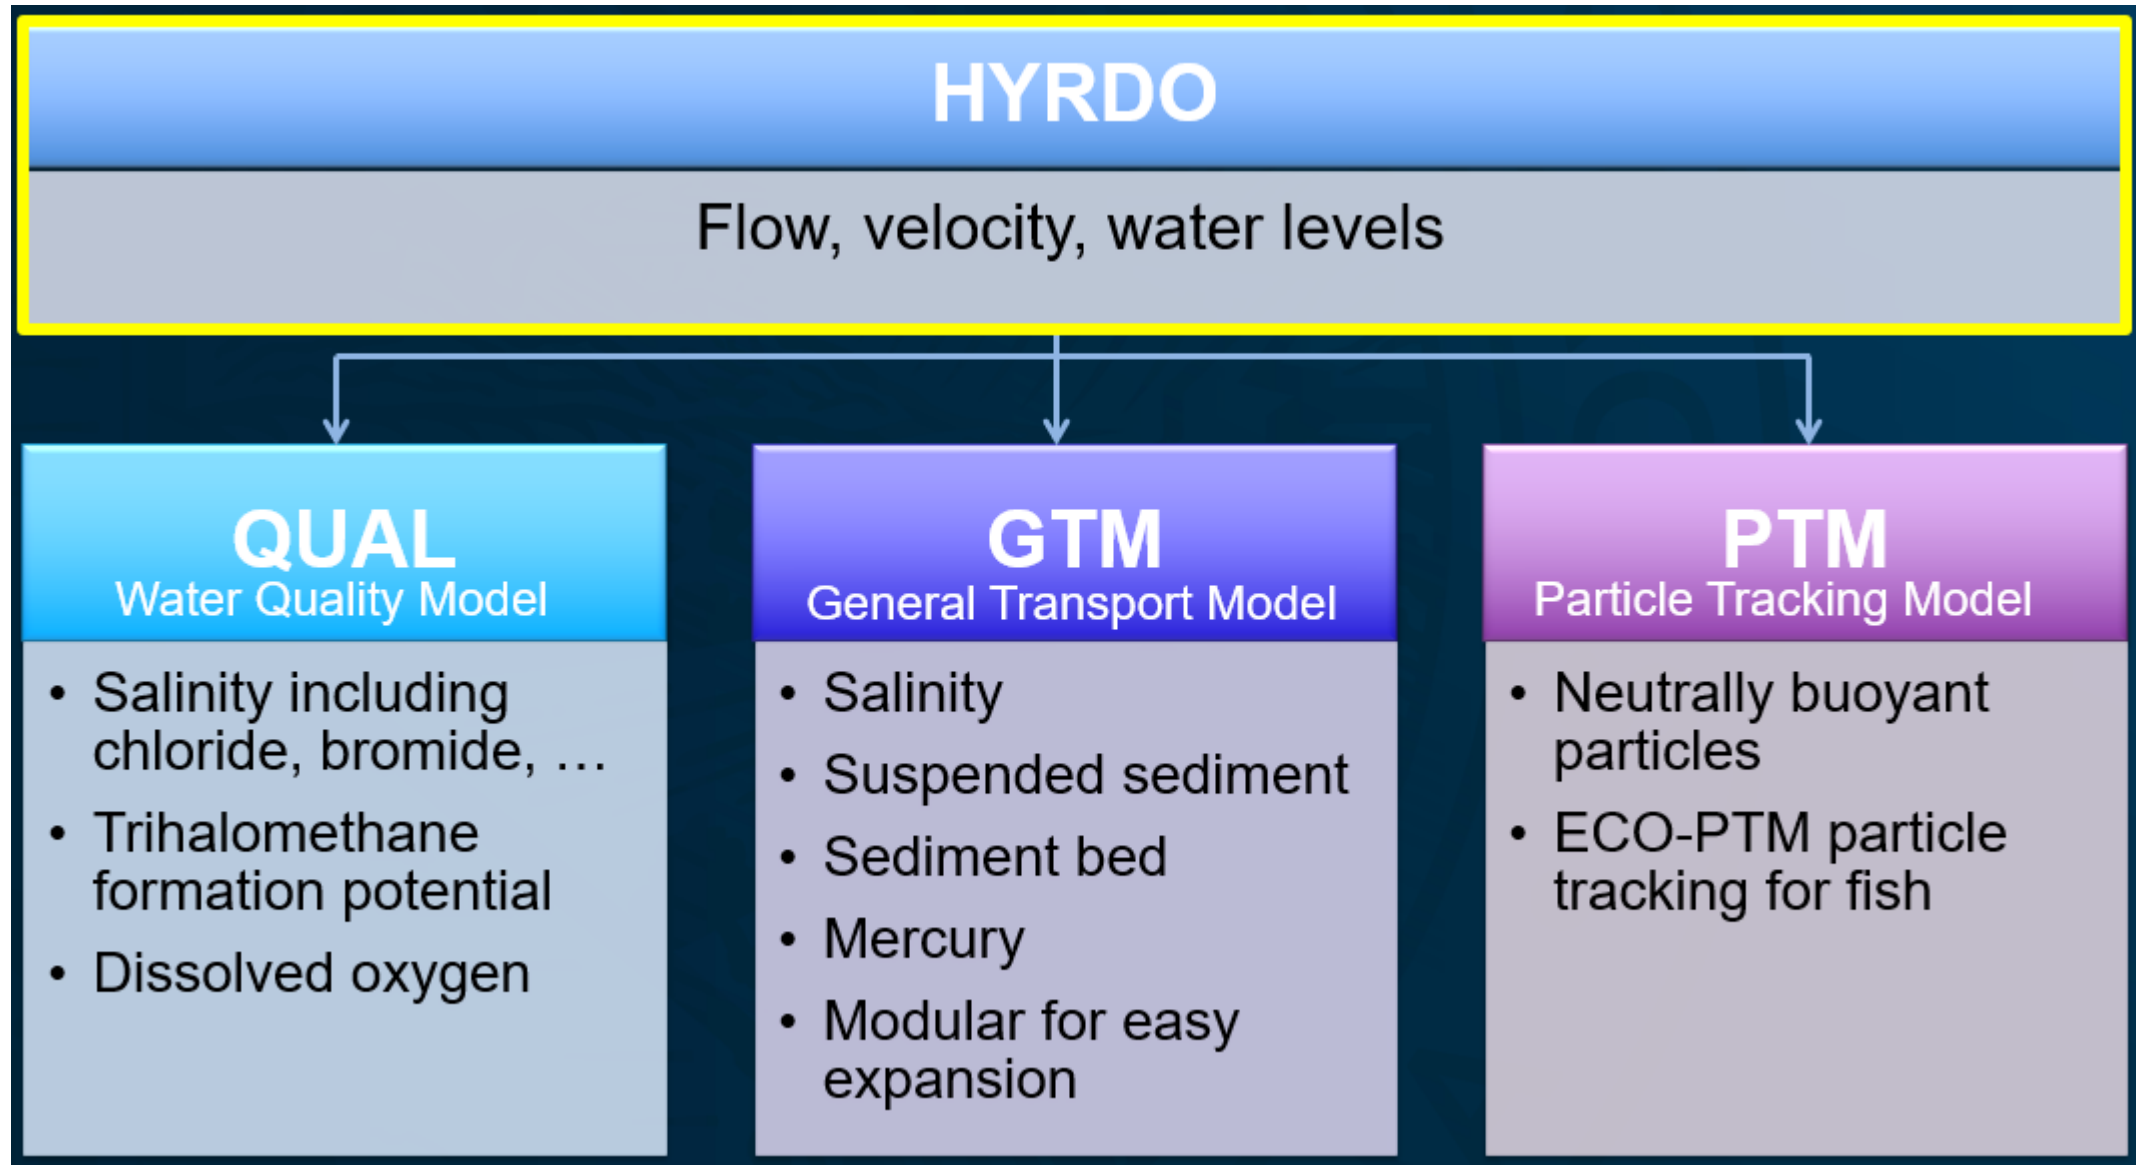 HYRDO
Flow, velocity, water levels
QUAL
Water Quality Model
• Salinity including
chloride, bromide, …
• Trihalomethane
formation potential
• Dissolved oxygen
GTM
General Transport Model
• Salinity
• Suspended sediment
• Sediment bed
• Mercury
• Modular for easy
expansion
PTM
Particle Tracking Model
• Neutrally buoyant
particles
• ECO-PTM particle
tracking for fish